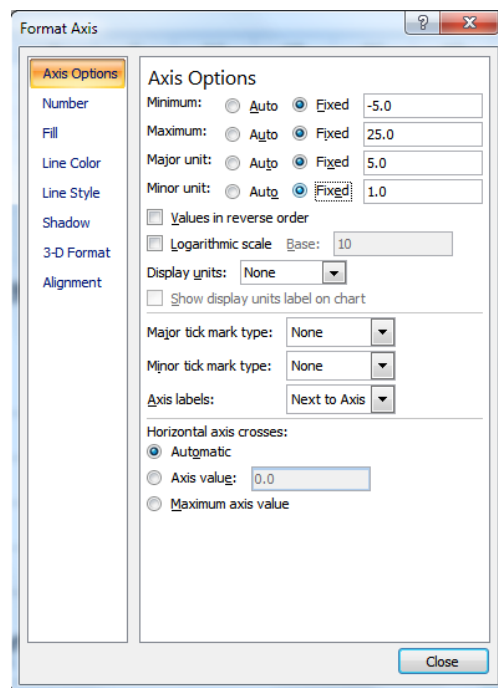 Format Axis
Axis Options
Number
Fill
Line Color
Line Style
Shadow
3-D Format
Alignment
Axis Options
Minimum: Auto Fixed -5.0
Maximum: Auto Fixed 25.0
Major unit: Auto Fixed 5.0
Minor unit: Auto Fixed 1.0
Values in reverse order
Logarithmic scale Base: 10
Display units: None
Show display units label on chart
Major tick mark type: None
Minor tick mark type: None
Axis labels: Next to Axis
Horizontal axis crosses:
Automatic
Axis value: 0.0
Maximum axis value
Close